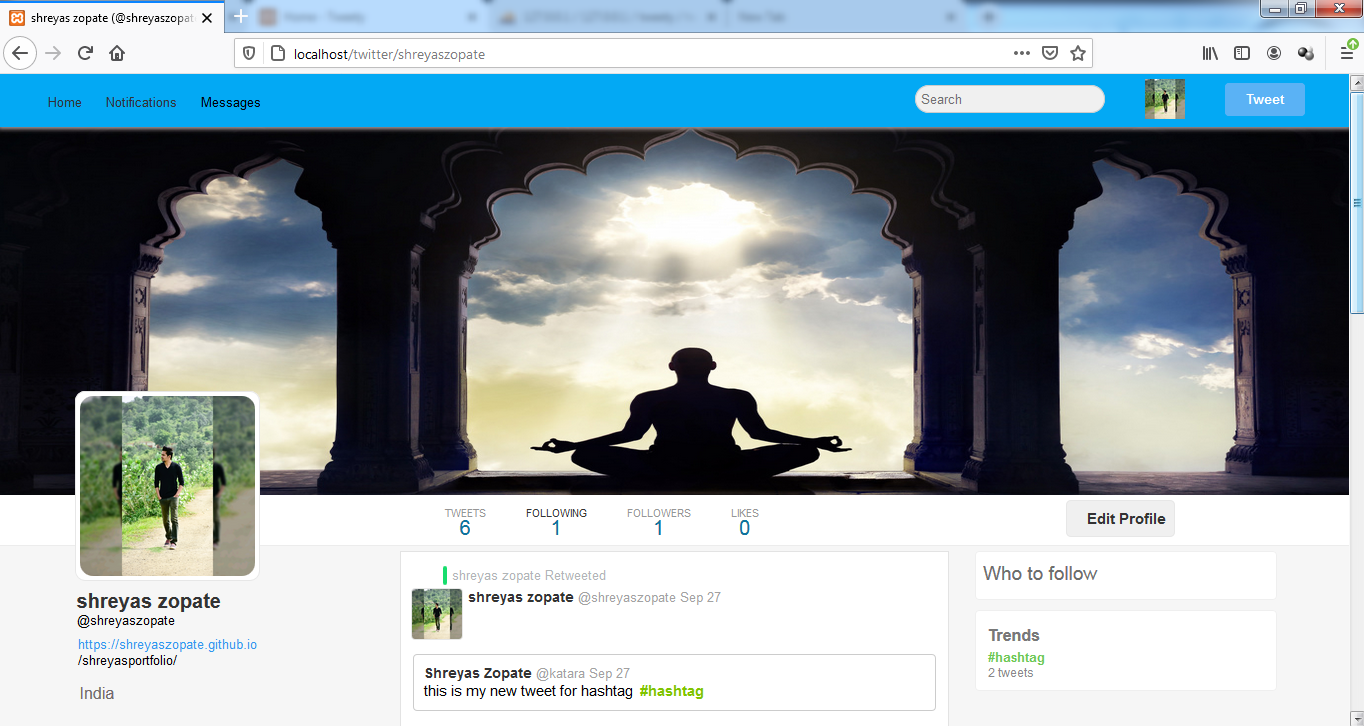 shreyas zopate (@shreyaszopat
Home - Tweety
New Tab
localhost/twitter/shreyaszopate
Home Notifications Messages
Search
Tweet
TWEETS FOLLOWING FOLLOWERS LIKES
6 1 1 0
Edit Profile
shreyas zopate
@shreyaszopate
https://shreyaszopate.github.io
/shreyasportfolio/
India
shreyas zopate Retweeted
shreyas zopate @shreyaszopate Sep 27
Shreyas Zopate @katara Sep 27
this is my new tweet for hashtag #hashtag
Who to follow
Trends
#hashtag
2 tweets